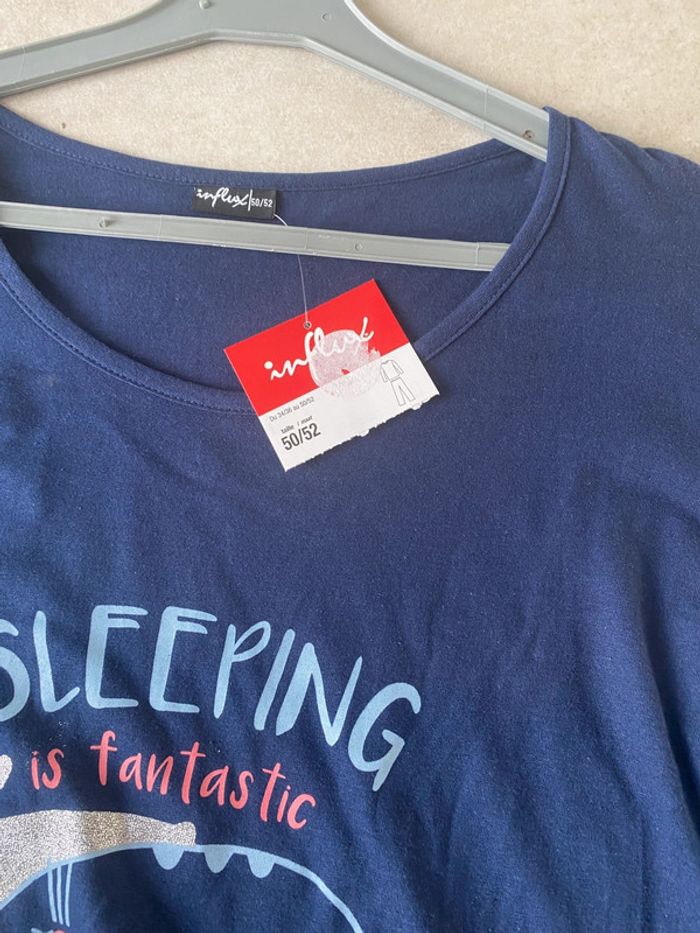 influx 50/52
influx
Du 34/36 au 50/52
taille / maat
50/52
SLEEPING
is fantastic